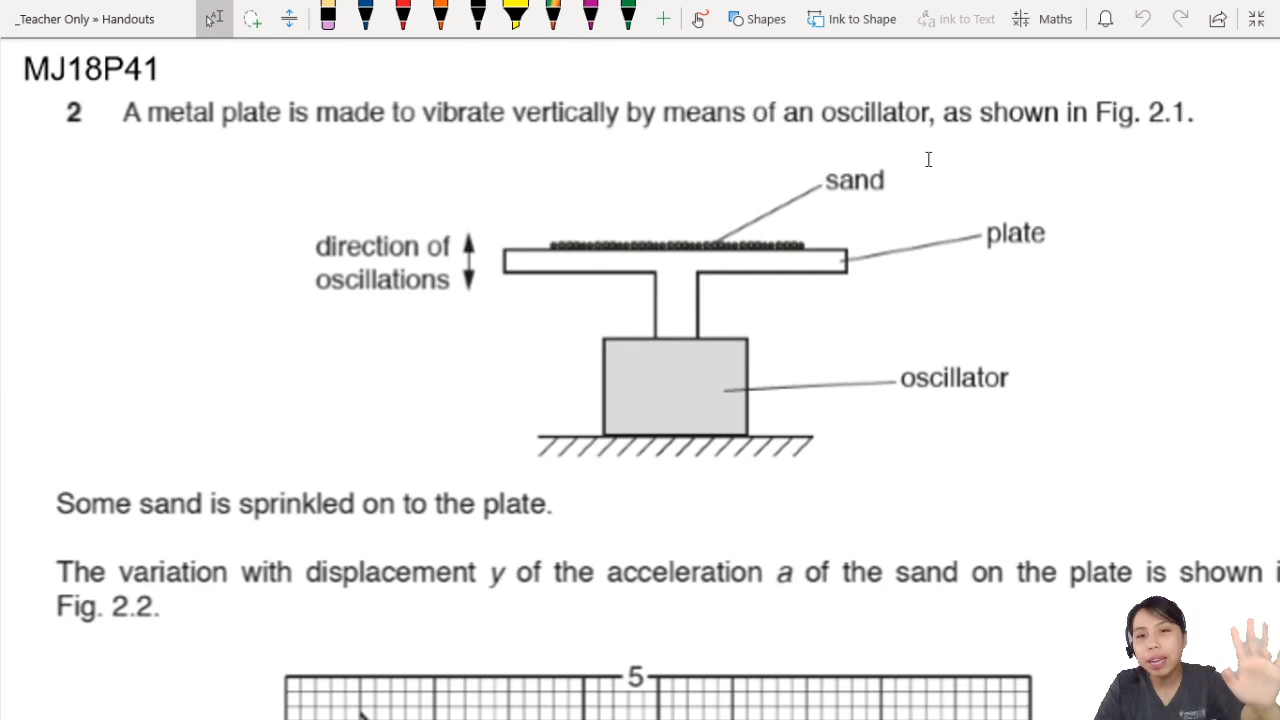 _Teacher Only » Handouts
Shapes
Ink to Shape
Ink to Text
Maths
MJ18P41
2 A metal plate is made to vibrate vertically by means of an oscillator, as shown in Fig. 2.1.
sand
plate
direction of
oscillations
oscillator
Some sand is sprinkled on to the plate.
The variation with displacement y of the acceleration a of the sand on the plate is shown
Fig. 2.2.
5